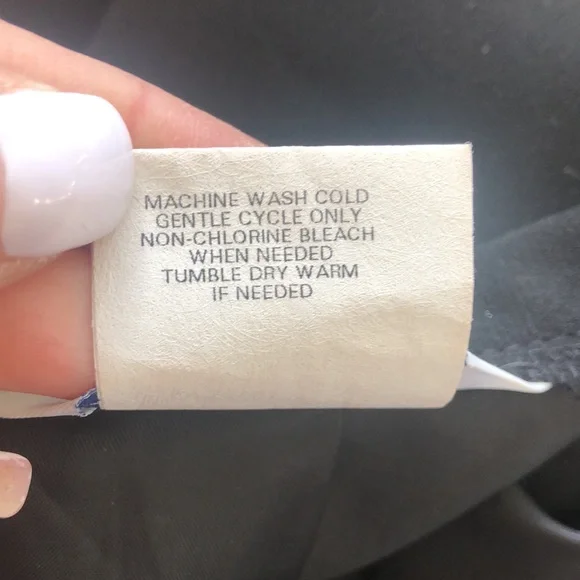 MACHINE WASH COLD
GENTLE CYCLE ONLY
NON-CHLORINE BLEACH
WHEN NEEDED
TUMBLE DRY WARM
IF NEEDED